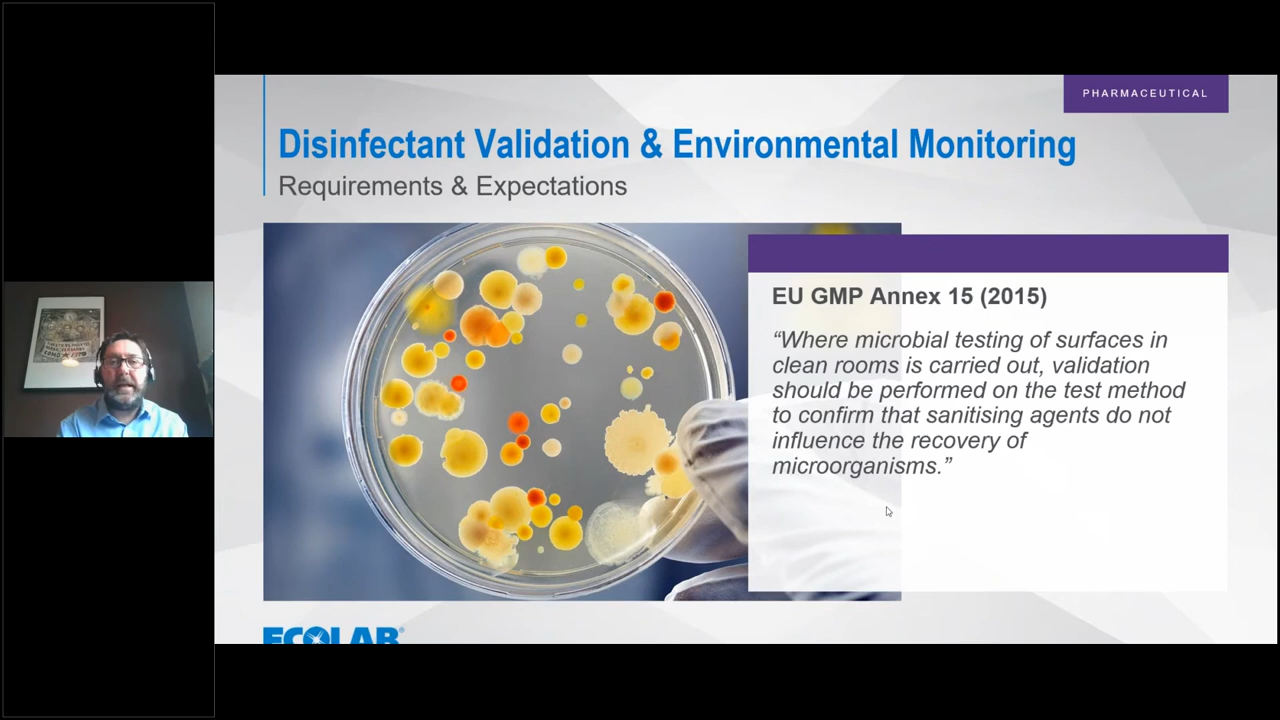 PHARMACEUTICAL
Disinfectant Validation & Environmental Monitoring
Requirements & Expectations
EU GMP Annex 15 (2015)
“Where microbial testing of surfaces in
clean rooms is carried out, validation
should be performed on the test method
to confirm that sanitising agents do not
influence the recovery of
microorganisms.”
ECOLAB®